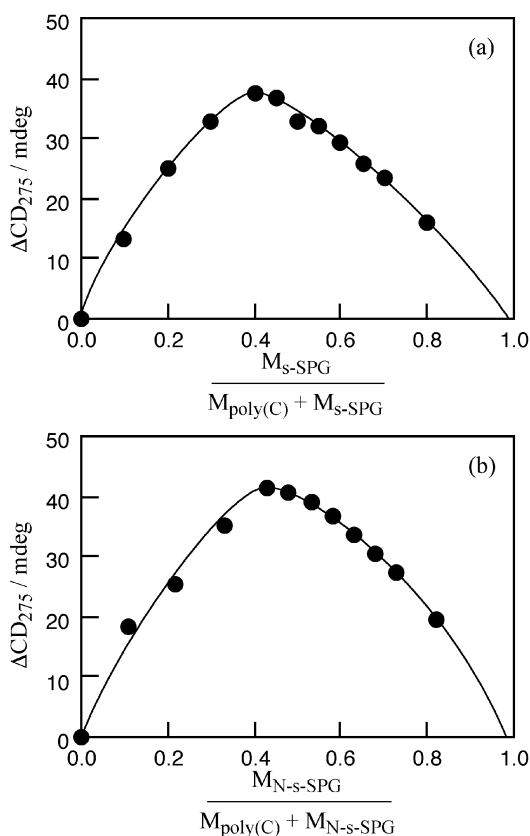 (a)
50
40
30
20
10
0
ΔCD275 / mdeg
0.0 0.2 0.4 0.6 0.8 1.0
Ms-SPG
Mpoly(C) + Ms-SPG
(b)
50
40
30
20
10
0
ΔCD275 / mdeg
0.0 0.2 0.4 0.6 0.8 1.0
MN-s-SPG
Mpoly(C) + MN-s-SPG